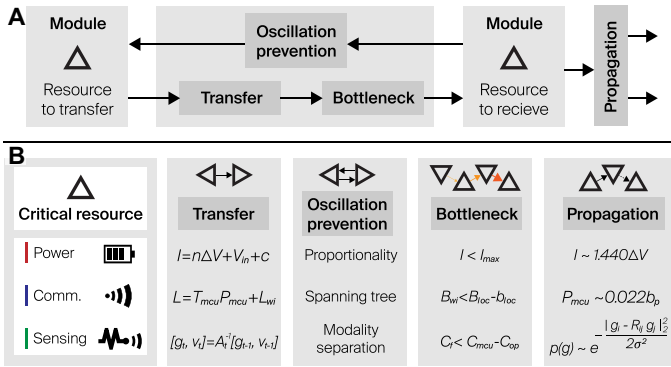 A
Module
Resource
to transfer
Oscillation
prevention
Transfer
Bottleneck
Module
Resource
to recieve
Propagation
B
Critical resource
Transfer
Oscillation
prevention
Bottleneck
Propagation
Power
I=nΔV+V_in+c
Proportionality
I < I_max
I ~ 1.440ΔV
Comm.
L=T_mcu P_mcu+L_wi
Spanning tree
B_wi<B_loc-b_loc
P_mcu ~0.022b_p
Sensing
[g_t, v_t]=A_t^-1[g_t-1, v_t-1]
Modality
separation
C_f< C_mcu-C_op
p(g) ~ e^-| g_i - R_ij g_j |_2^2 / 2σ²